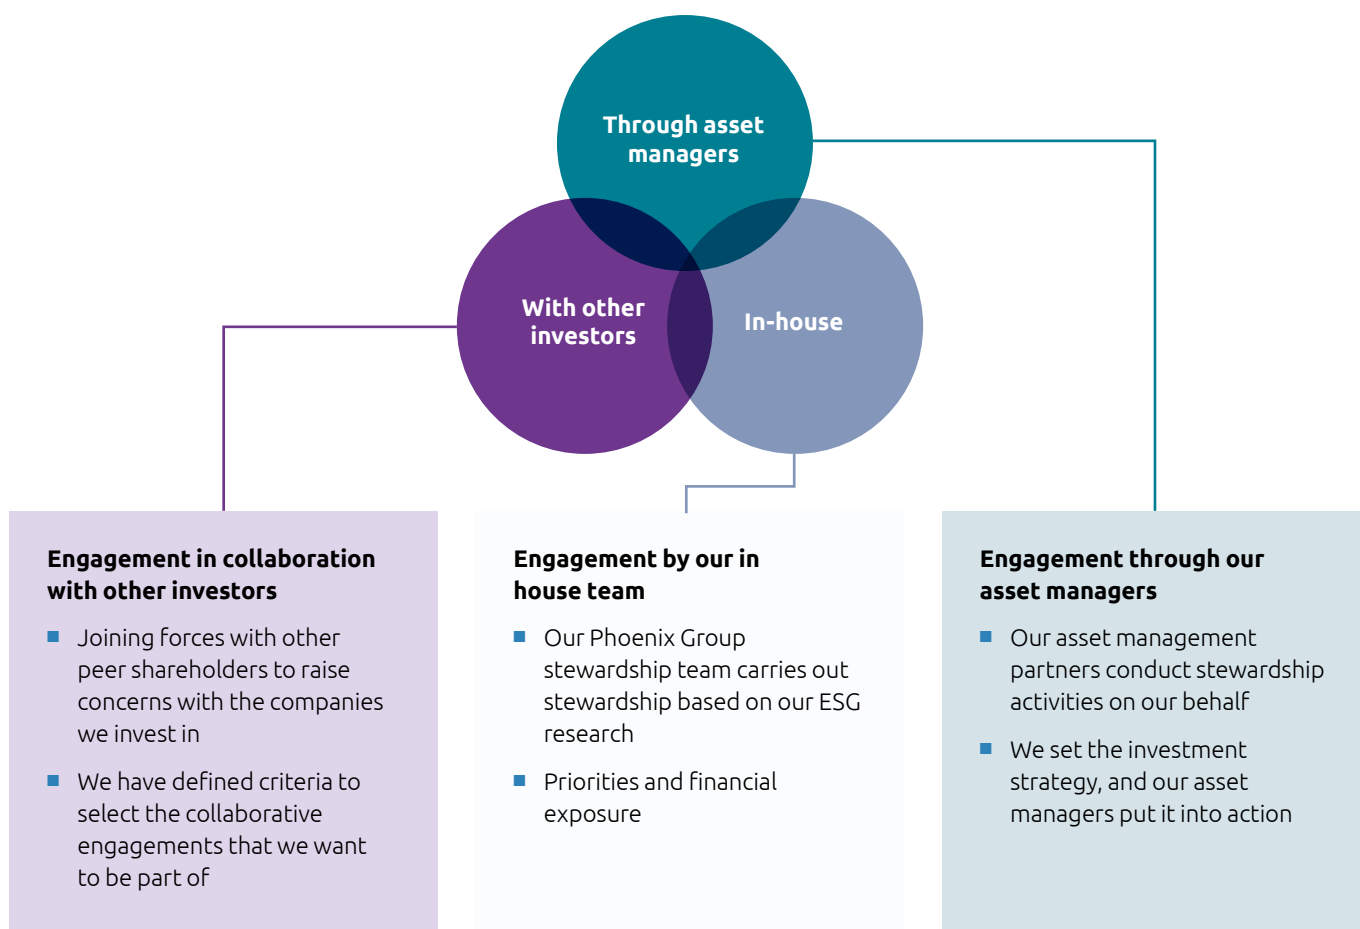 Through asset
managers
With other
investors
In-house
Engagement in collaboration
with other investors
Joining forces with other
peer shareholders to raise
concerns with the companies
we invest in
We have defined criteria to
select the collaborative
engagements that we want
to be part of
Engagement by our in
house team
Our Phoenix Group
stewardship team carries out
stewardship based on our ESG
research
Priorities and financial
exposure
Engagement through our
asset managers
Our asset management
partners conduct stewardship
activities on our behalf
We set the investment
strategy, and our asset
managers put it into action